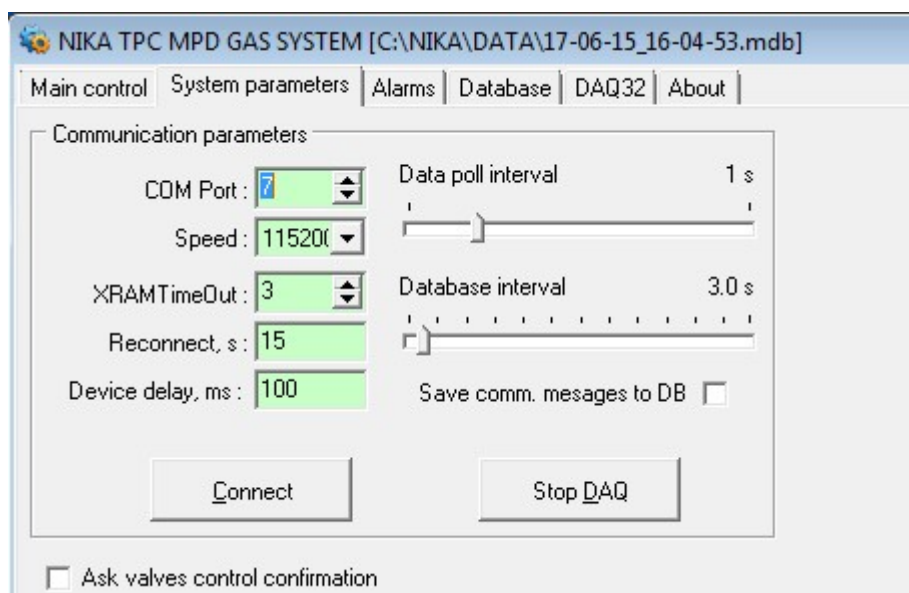 NIKA TPC MPD GAS SYSTEM [C:\NIKA\DATA\17-06-15_16-04-53.mdb]
Main control System parameters Alarms Database DAQ32 About
Communication parameters
COM Port : 7
Data poll interval 1 s
Speed : 11520
XRAMTimeOut : 3
Database interval 3.0 s
Reconnect, s : 15
Device delay, ms : 100
Save comm. mesages to DB
Connect Stop DAQ
Ask valves control confirmation